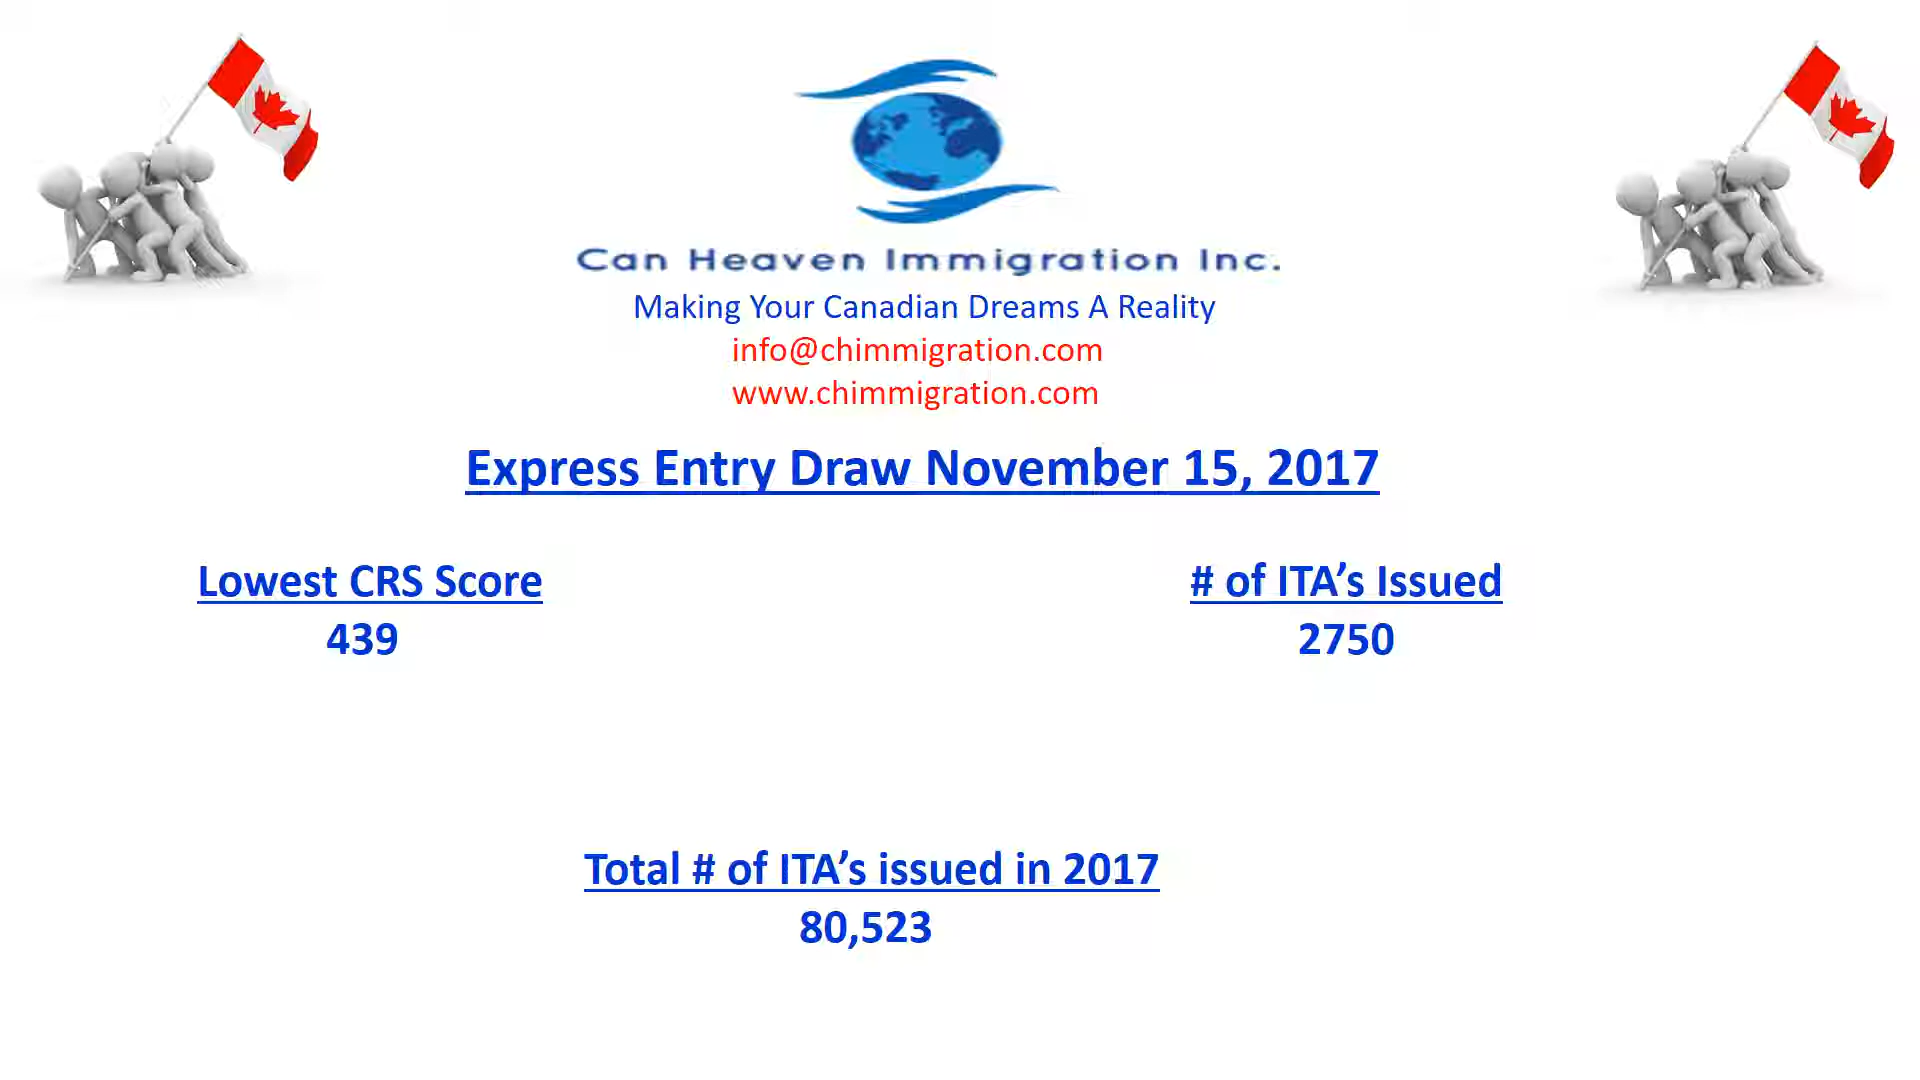 Can Heaven Immigration Inc.
Making Your Canadian Dreams A Reality
info@chimmigration.com
www.chimmigration.com
Express Entry Draw November 15, 2017
Lowest CRS Score
439
# of ITA’s Issued
2750
Total # of ITA’s issued in 2017
80,523